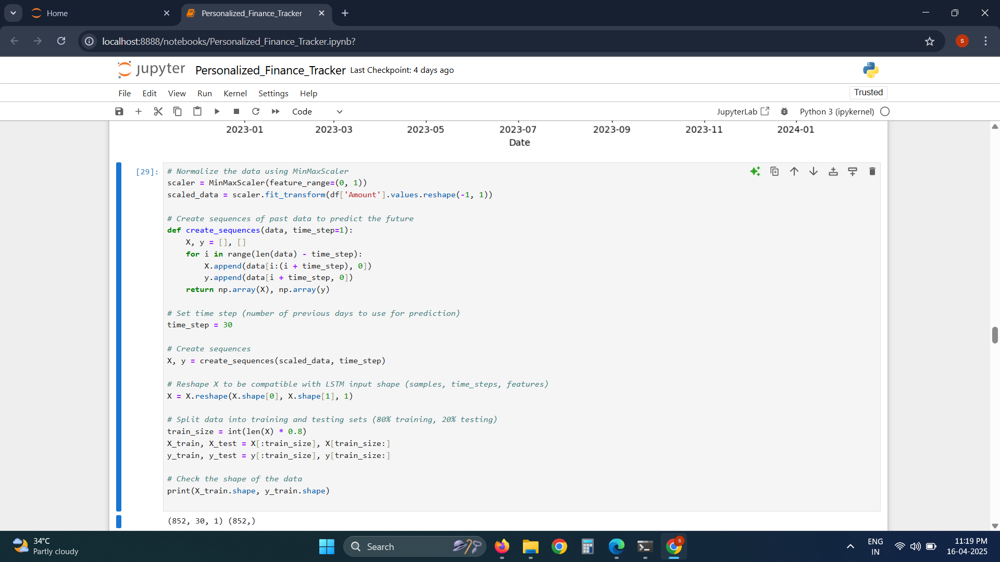 Home
Personalized_Finance_Tracker
localhost:8888/notebooks/Personalized_Finance_Tracker.ipynb?
S
jupyter Personalized_Finance_Tracker Last Checkpoint: 4 days ago
File Edit View Run Kernel Settings Help
Trusted
Code
JupyterLab
Python 3 (ipykernel)
2023-01 2023-03 2023-05 2023-07 2023-09 2023-11 2024-01
Date
[29]:
# Normalize the data using MinMaxScaler
scaler = MinMaxScaler(feature_range=(0, 1))
scaled_data = scaler.fit_transform(df['Amount'].values.reshape(-1, 1))
# Create sequences of past data to predict the future
def create_sequences(data, time_step=1):
    X, y = [], []
    for i in range(len(data) - time_step):
        X.append(data[i:(i + time_step), 0])
        y.append(data[i + time_step, 0])
    return np.array(X), np.array(y)
# Set time step (number of previous days to use for prediction)
time_step = 30
# Create sequences
X, y = create_sequences(scaled_data, time_step)
# Reshape X to be compatible with LSTM input shape (samples, time_steps, features)
X = X.reshape(X.shape[0], X.shape[1], 1)
# Split data into training and testing sets (80% training, 20% testing)
train_size = int(len(X) * 0.8)
X_train, X_test = X[:train_size], X[train_size:]
y_train, y_test = y[:train_size], y[train_size:]
# Check the shape of the data
print(X_train.shape, y_train.shape)
(852, 30, 1) (852,)
34°C
Partly cloudy
Search
S
ENG
IN
11:19 PM
16-04-2025